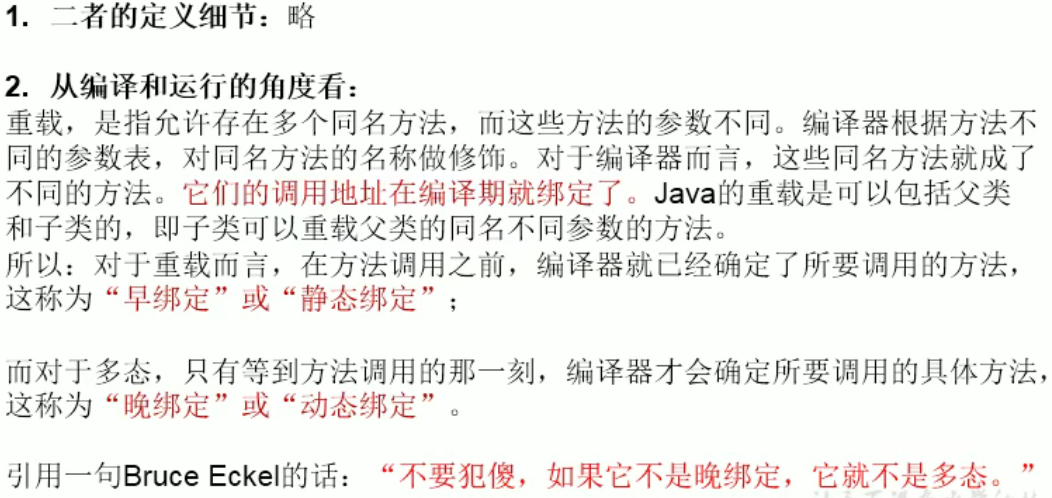 1. 二者的定义细节：略
2. 从编译和运行的角度看：
重载，是指允许存在多个同名方法，而这些方法的参数不同。编译器根据方法不
同的参数表，对同名方法的名称做修饰。对于编译器而言，这些同名方法就成了
不同的方法。它们的调用地址在编译期就绑定了。Java的重载是可以包括父类
和子类的，即子类可以重载父类的同名不同参数的方法。
所以：对于重载而言，在方法调用之前，编译器就已经确定了所要调用的方法，
这称为“早绑定”或“静态绑定”；
而对于多态，只有等到方法调用的那一刻，编译器才会确定所要调用的具体方法，
这称为“晚绑定”或“动态绑定”。
引用一句Bruce Eckel的话：“不要犯傻，如果它不是晚绑定，它就不是多态。”